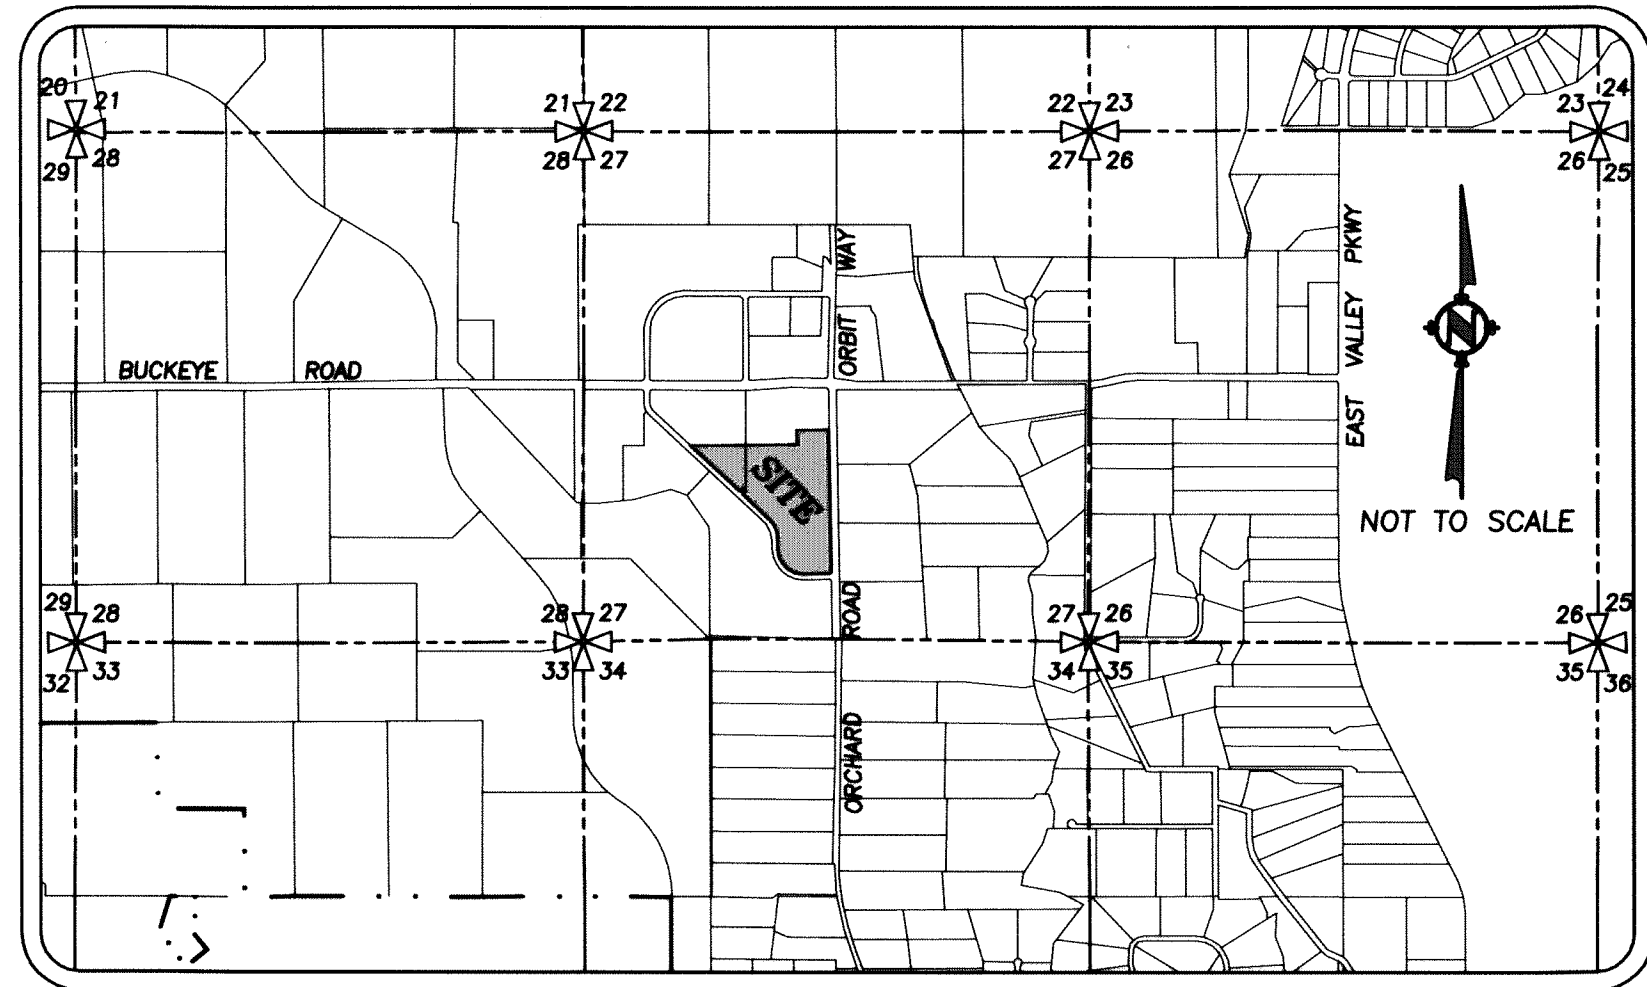 20 21
29 28
21 22
28 27
22 23
27 26
23 24
26 25
BUCKEYE ROAD
ORBIT WAY
EAST VALLEY PKWY
N
NOT TO SCALE
SITE
ORCHARD ROAD
29 28
32 33
28 27
33 34
27 26
34 35
26 25
35 36